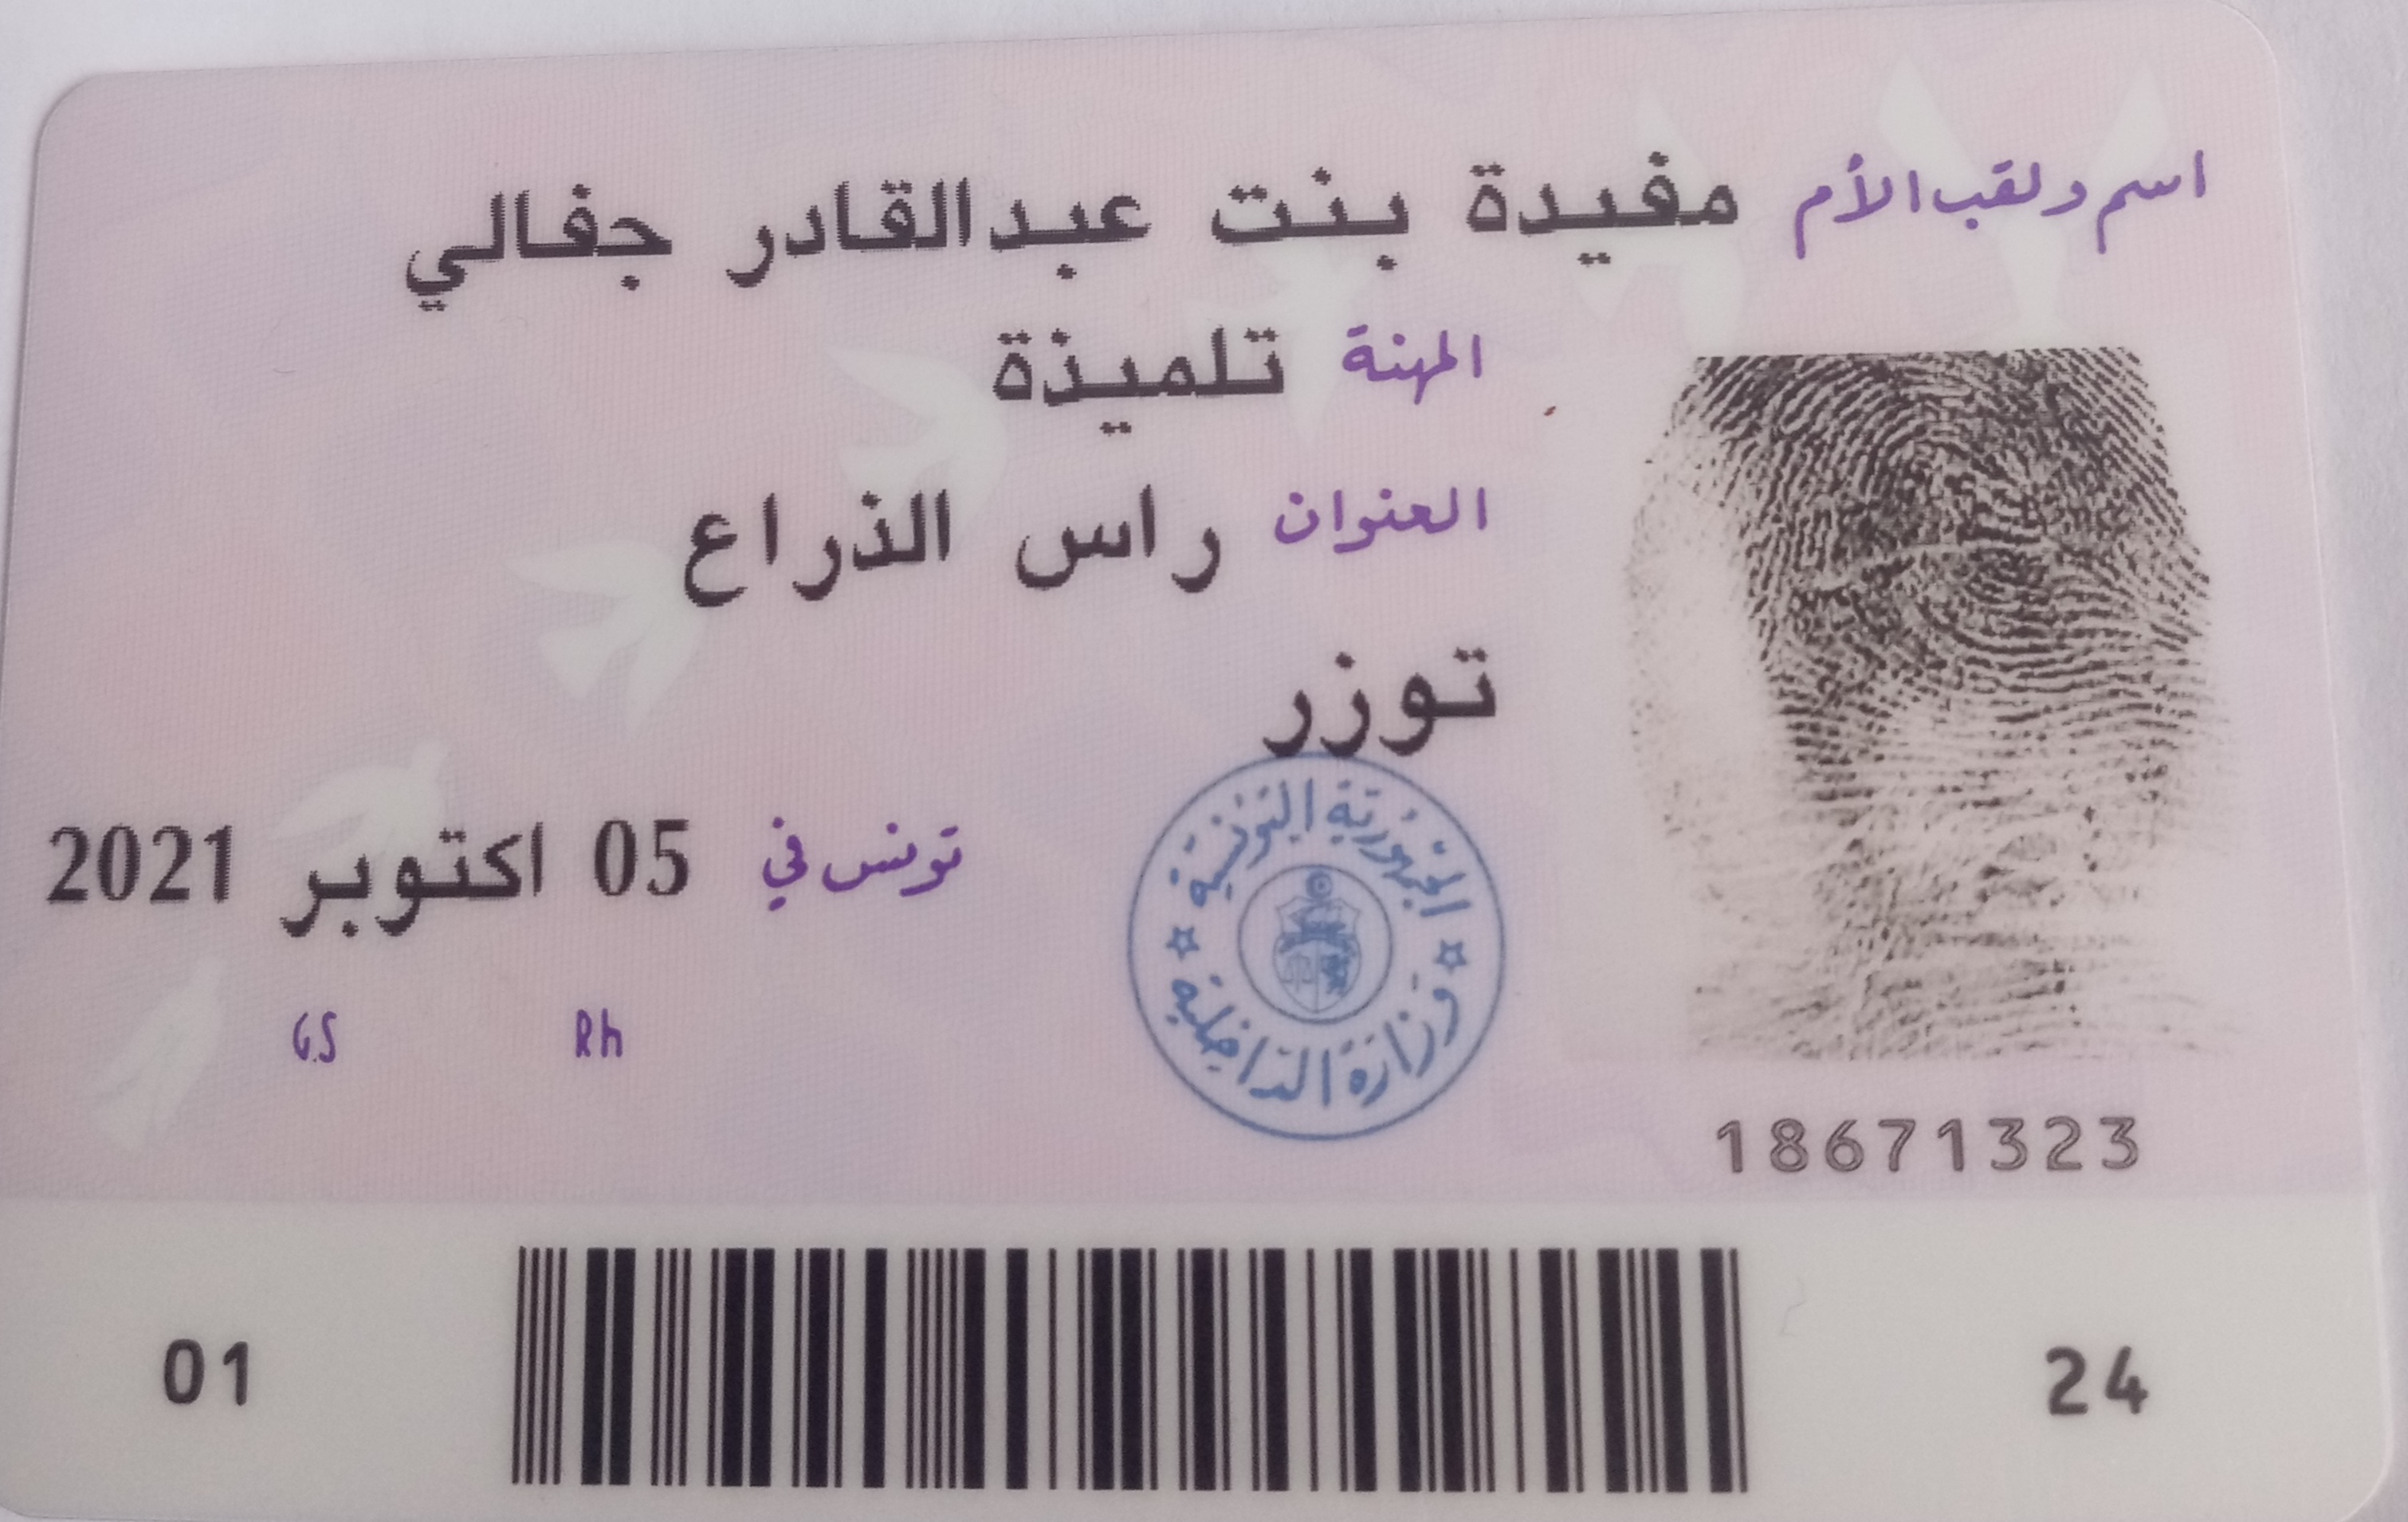 اسم ولقب الأم مفيدة بنت عبدالقادر جفالي
المهنة تلميذة
العنوان راس الذراع
توزر
تونس في 05 اكتوبر 2021
الجمهورية التونسية
وزارة الداخلية
Rh
G.S
18671323
01
24